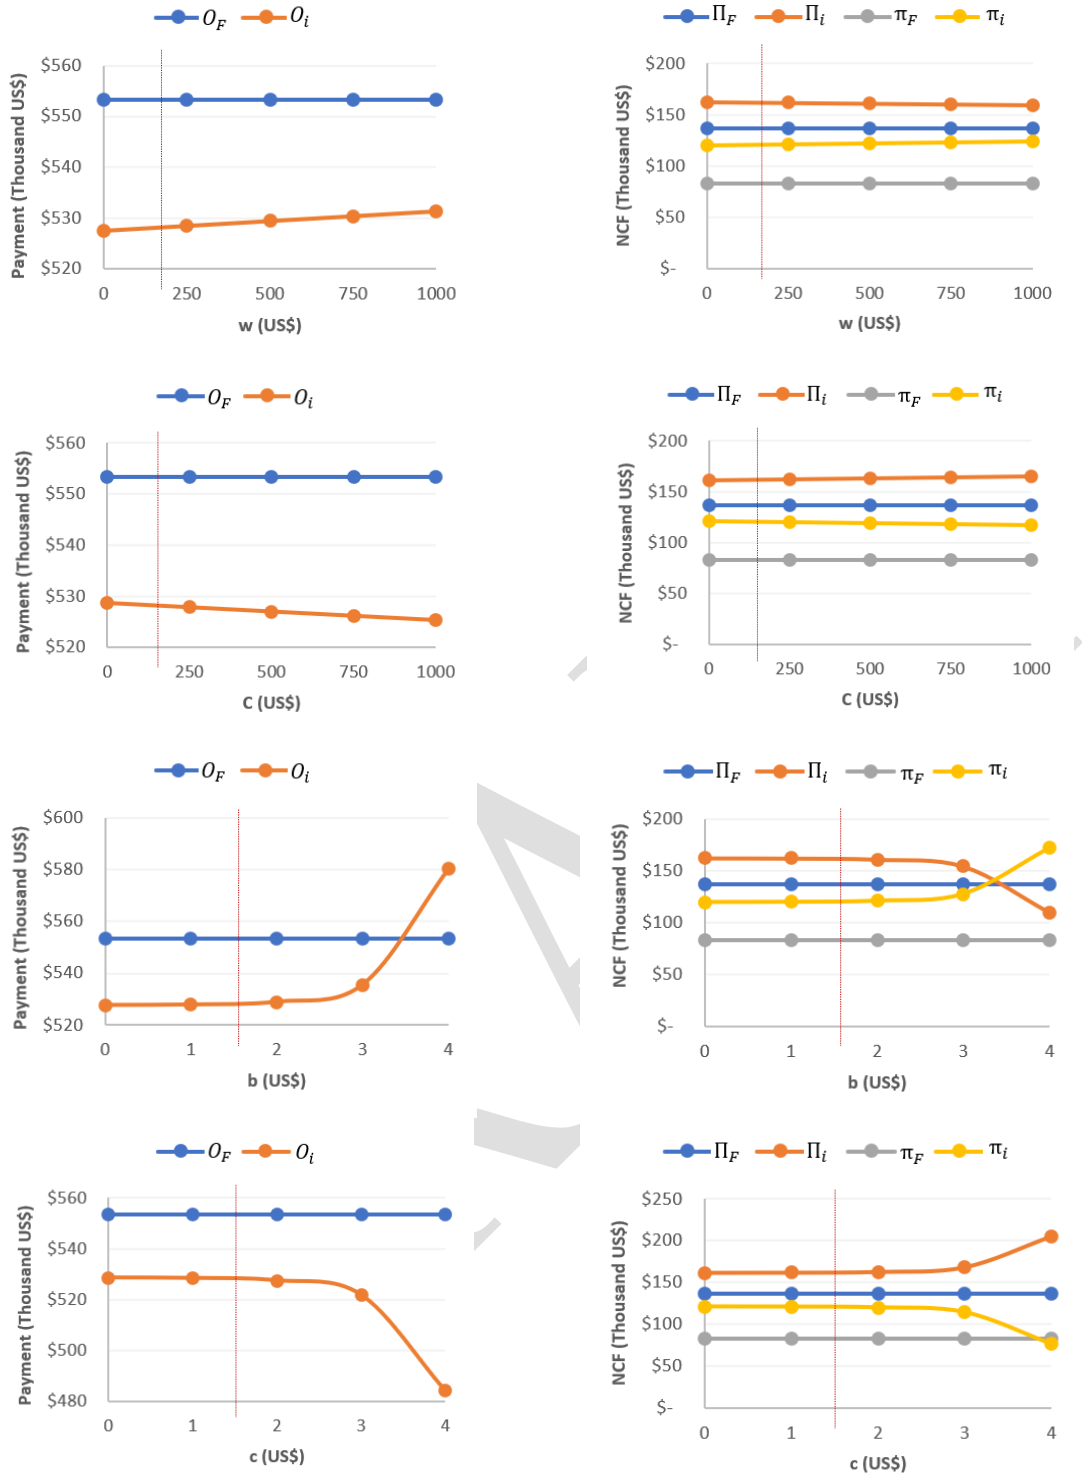 O_F O_i
Payment (Thousand US$)
$560
$550
$540
$530
$520
0 250 500 750 1000
w (US$)
Π_F Π_i π_F π_i
NCF (Thousand US$)
$200
$150
$100
$50
$-
0 250 500 750 1000
w (US$)
O_F O_i
Payment (Thousand US$)
$560
$550
$540
$530
$520
0 250 500 750 1000
C (US$)
Π_F Π_i π_F π_i
NCF (Thousand US$)
$200
$150
$100
$50
$-
0 250 500 750 1000
C (US$)
O_F O_i
Payment (Thousand US$)
$600
$580
$560
$540
$520
0 1 2 3 4
b (US$)
Π_F Π_i π_F π_i
NCF (Thousand US$)
$200
$150
$100
$50
$-
0 1 2 3 4
b (US$)
O_F O_i
Payment (Thousand US$)
$560
$540
$520
$500
$480
0 1 2 3 4
c (US$)
Π_F Π_i π_F π_i
NCF (Thousand US$)
$250
$200
$150
$100
$50
$-
0 1 2 3 4
c (US$)